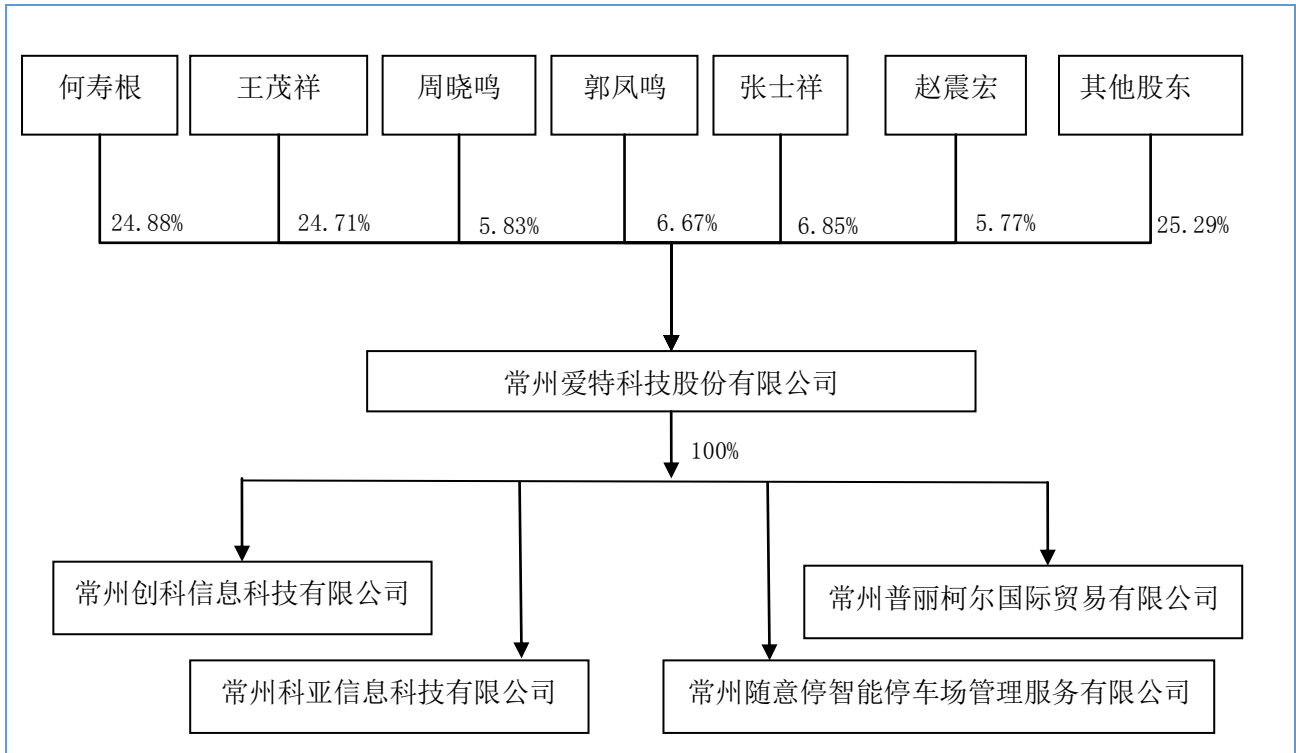 何寿根
王茂祥
周晓鸣
郭凤鸣
张士祥
赵震宏
其他股东
24.88%
24.71%
5.83%
6.67%
6.85%
5.77%
25.29%
常州爱特科技股份有限公司
100%
常州创科信息科技有限公司
常州普丽柯尔国际贸易有限公司
常州科亚信息科技有限公司
常州随意停智能停车场管理服务有限公司